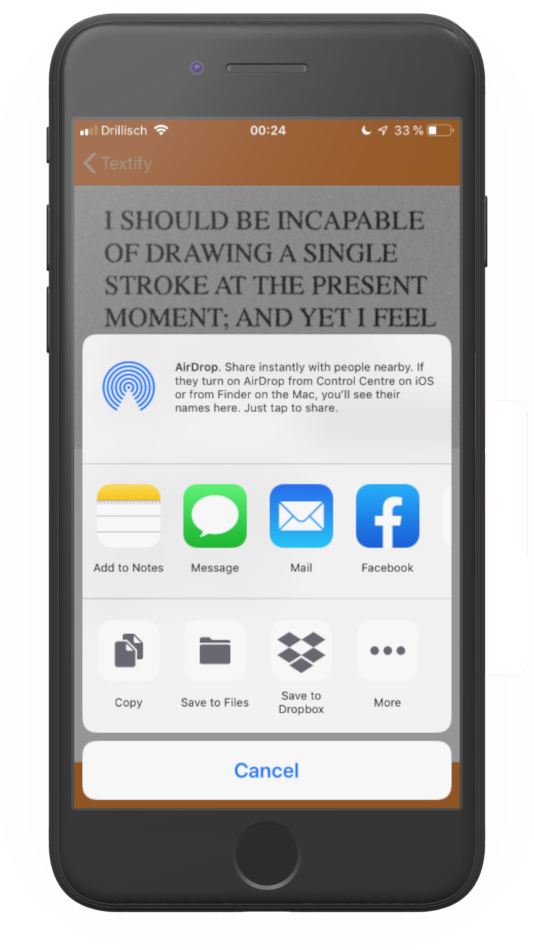 Drillisch 00:24 33 %
Textify
I SHOULD BE INCAPABLE
OF DRAWING A SINGLE
STROKE AT THE PRESENT
MOMENT; AND YET I FEEL
AirDrop. Share instantly with people nearby. If
they turn on AirDrop from Control Centre on iOS
or from Finder on the Mac, you'll see their
names here. Just tap to share.
Add to Notes Message Mail Facebook
Copy Save to Files Save to Dropbox More
Cancel